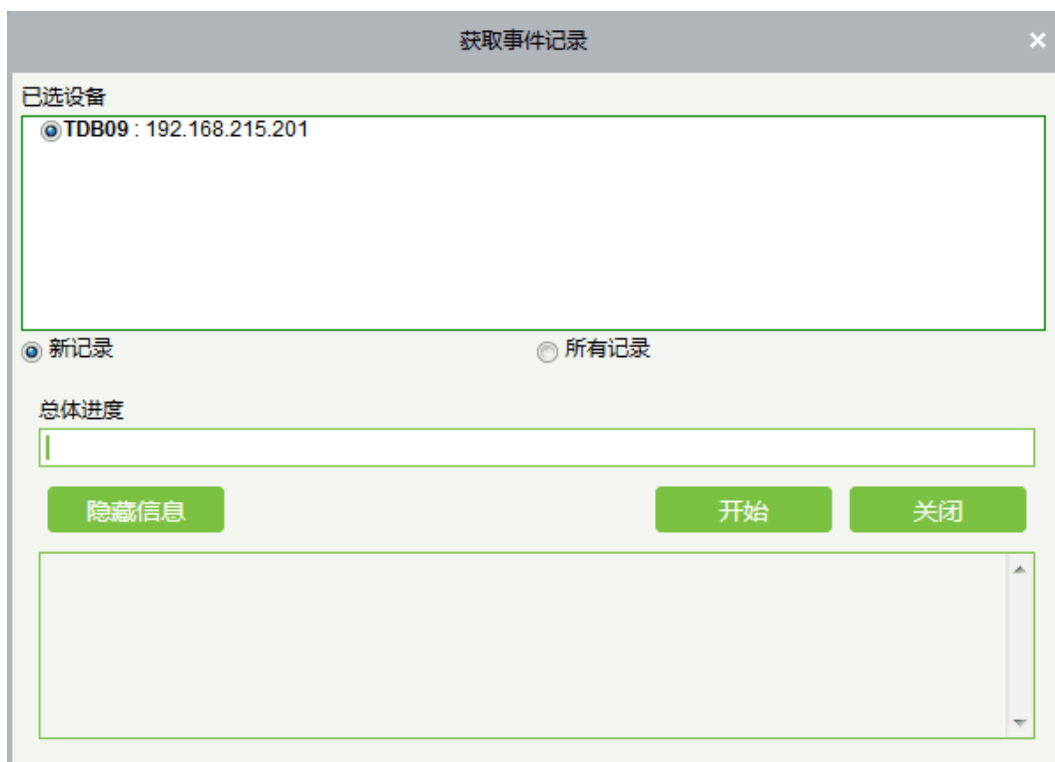 获取事件记录 ×
已选设备
TDB09 : 192.168.215.201
新记录 所有记录
总体进度
隐藏信息 开始 关闭